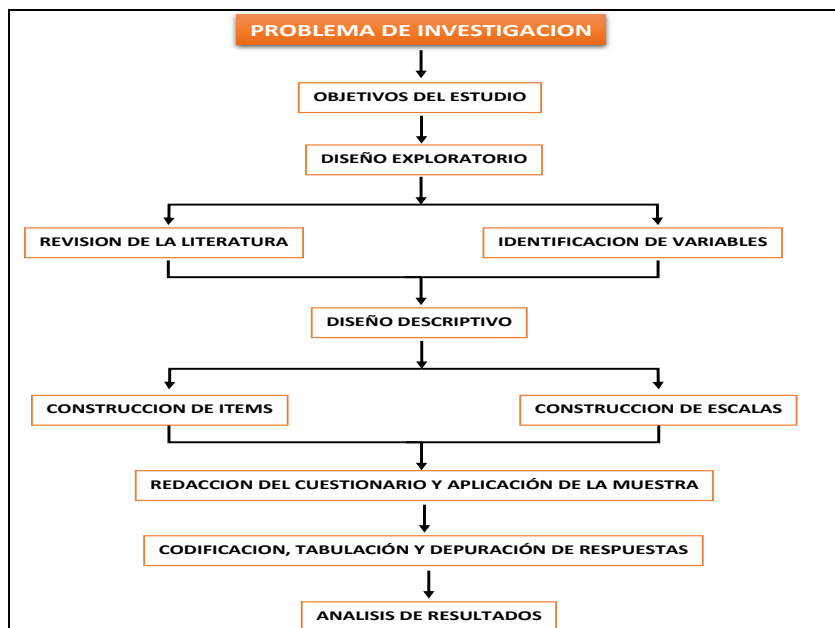 PROBLEMA DE INVESTIGACION
OBJETIVOS DEL ESTUDIO
DISEÑO EXPLORATORIO
REVISION DE LA LITERATURA
IDENTIFICACION DE VARIABLES
DISEÑO DESCRIPTIVO
CONSTRUCCION DE ITEMS
CONSTRUCCION DE ESCALAS
REDACCION DEL CUESTIONARIO Y APLICACIÓN DE LA MUESTRA
CODIFICACION, TABULACIÓN Y DEPURACIÓN DE RESPUESTAS
ANALISIS DE RESULTADOS